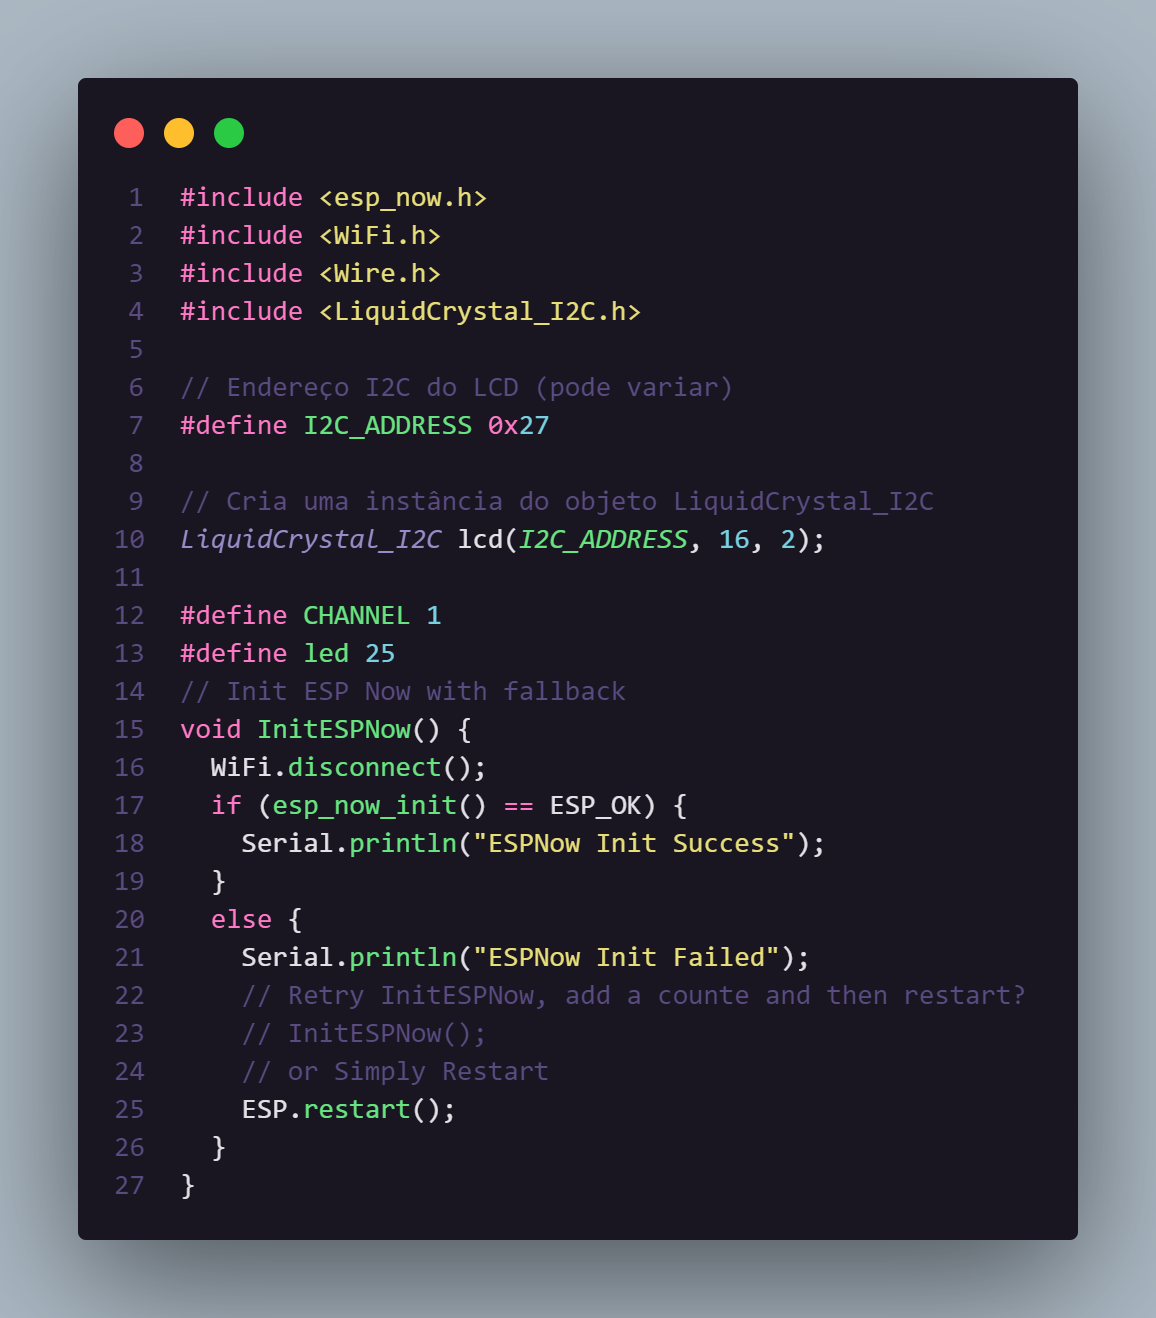 1 #include <esp_now.h>
2 #include <WiFi.h>
3 #include <Wire.h>
4 #include <LiquidCrystal_I2C.h>
5
6 // Endereço I2C do LCD (pode variar)
7 #define I2C_ADDRESS 0x27
8
9 // Cria uma instância do objeto LiquidCrystal_I2C
10 LiquidCrystal_I2C lcd(I2C_ADDRESS, 16, 2);
11
12 #define CHANNEL 1
13 #define led 25
14 // Init ESP Now with fallback
15 void InitESPNow() {
16   WiFi.disconnect();
17   if (esp_now_init() == ESP_OK) {
18     Serial.println("ESPNow Init Success");
19   }
20   else {
21     Serial.println("ESPNow Init Failed");
22     // Retry InitESPNow, add a counte and then restart?
23     // InitESPNow();
24     // or Simply Restart
25     ESP.restart();
26   }
27 }